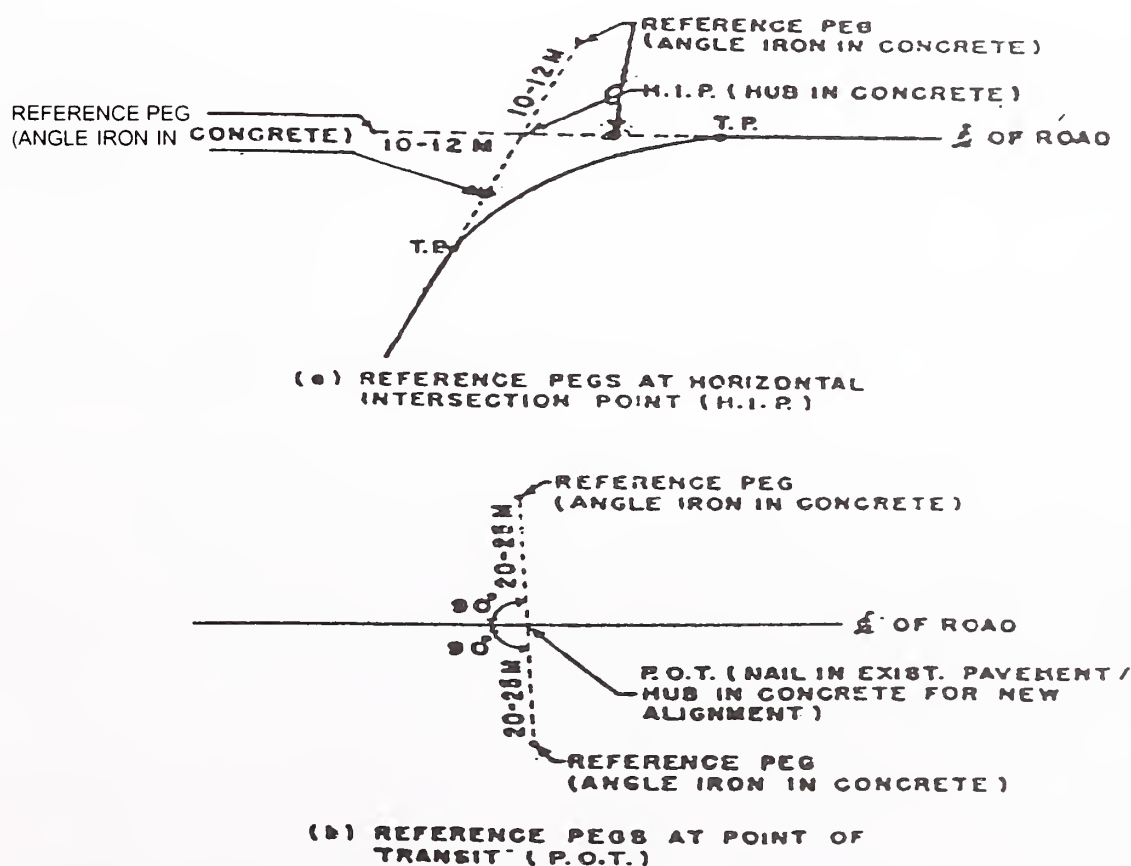 REFERENCE PEG
(ANGLE IRON IN CONCRETE)
10-12 M
H.I.P. (HUB IN CONCRETE)
REFERENCE PEG
(ANGLE IRON IN CONCRETE)
10-12 M
T.P.
℄ OF ROAD
T.P.
(a) REFERENCE PEGS AT HORIZONTAL
INTERSECTION POINT (H.I.P.)
REFERENCE PEG
(ANGLE IRON IN CONCRETE)
20-25 M
90°
℄ OF ROAD
90°
P.O.T. (NAIL IN EXIST. PAVEMENT /
HUB IN CONCRETE FOR NEW
ALIGNMENT)
20-25 M
REFERENCE PEG
(ANGLE IRON IN CONCRETE)
(b) REFERENCE PEGS AT POINT OF
TRANSIT (P.O.T.)